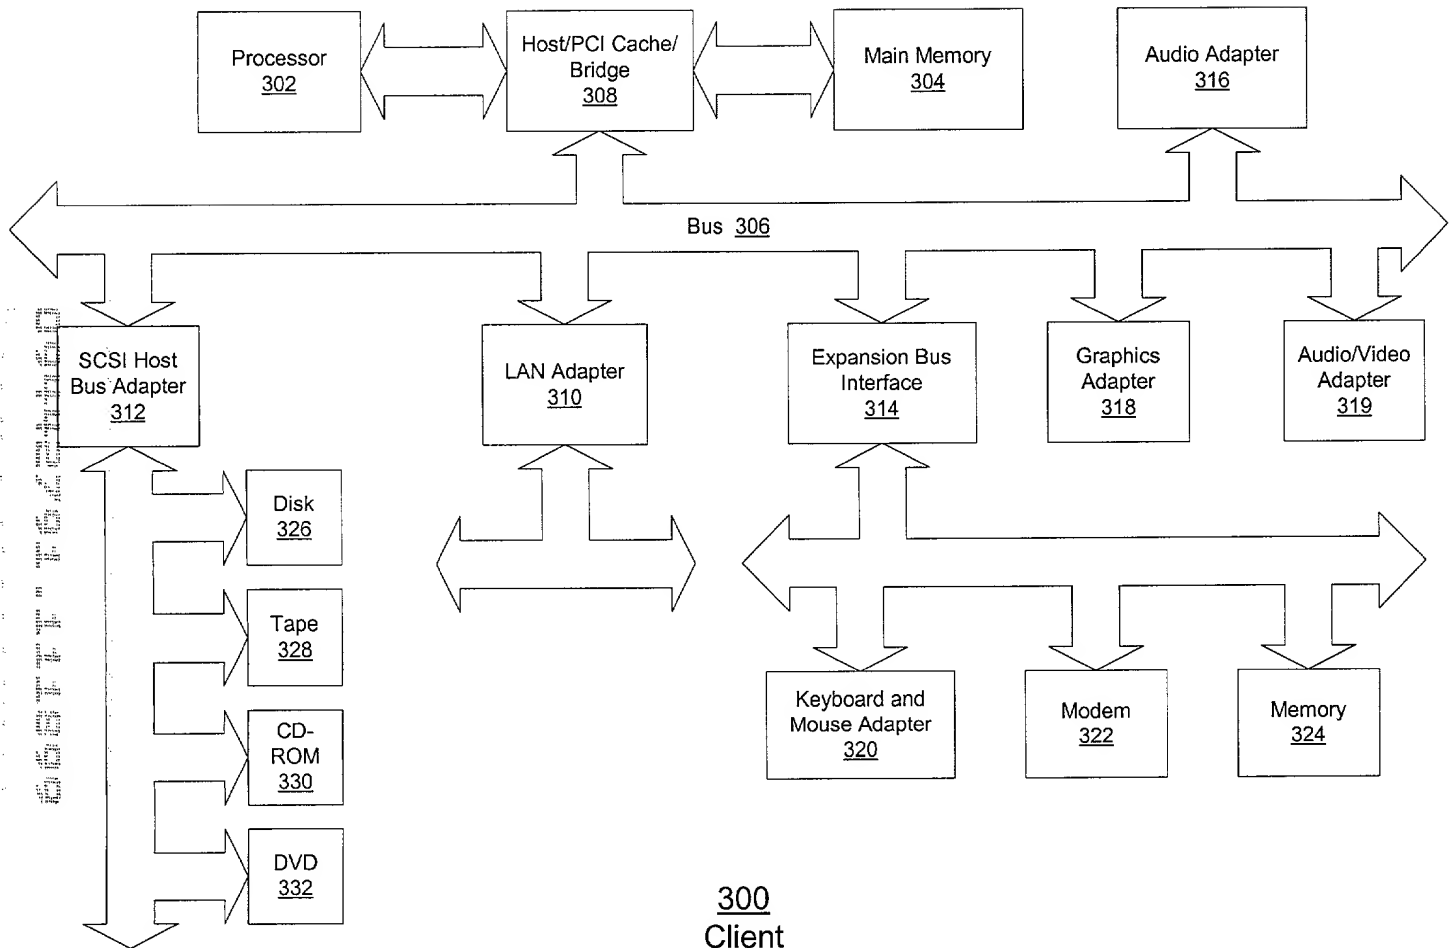 Processor
302
Host/PCI Cache/
Bridge
308
Main Memory
304
Audio Adapter
316
Bus 306
SCSI Host
Bus Adapter
312
LAN Adapter
310
Expansion Bus
Interface
314
Graphics
Adapter
318
Audio/Video
Adapter
319
Disk
326
Tape
328
CD-
ROM
330
DVD
332
Keyboard and
Mouse Adapter
320
Modem
322
Memory
324
300
Client